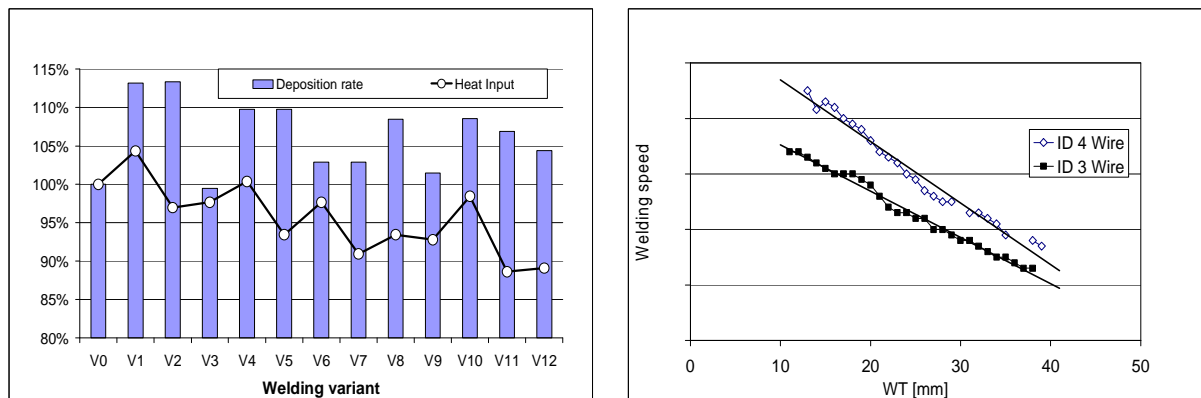 115%
110%
105%
100%
95%
90%
85%
80%
Deposition rate
Heat Input
V0 V1 V2 V3 V4 V5 V6 V7 V8 V9 V10 V11 V12
Welding variant
Welding speed
ID 4 Wire
ID 3 Wire
0 10 20 30 40 50
WT [mm]